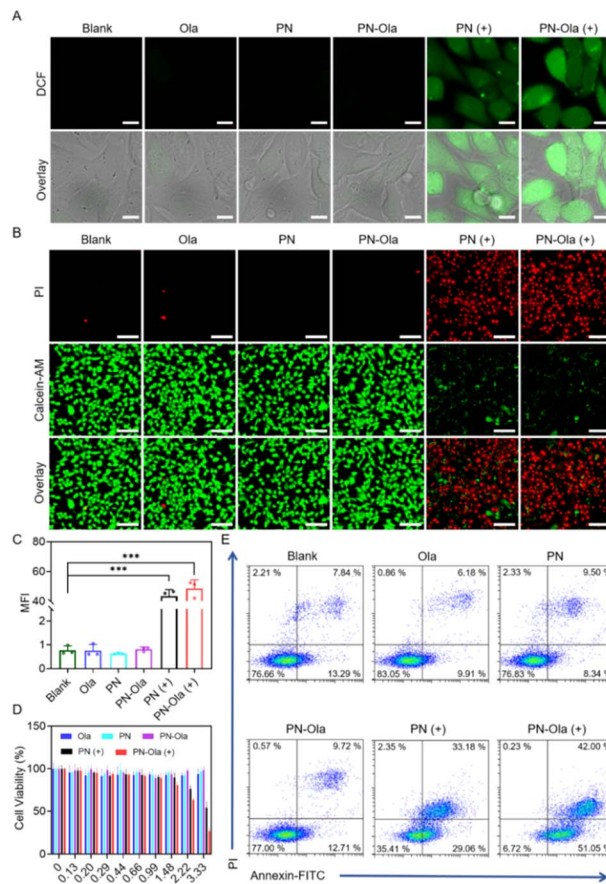 A
Blank Ola PN PN-Ola PN (+) PN-Ola (+)
DCF
Overlay
B
Blank Ola PN PN-Ola PN (+) PN-Ola (+)
PI
Calcein-AM
Overlay
C
MFI
80
60
40
2
1
0
Blank Ola PN PN-Ola PN (+) PN-Ola (+)
***
***
D
Ola PN PN-Ola
PN (+) PN-Ola (+)
Cell Viability (%)
150
100
50
0
0 0.13 0.20 0.29 0.44 0.66 0.99 1.48 2.22 3.33
E
Blank Ola PN
2.21 % 7.84 % 0.86 % 6.18 % 2.33 % 9.50 %
76.66 % 13.29 % 83.05 % 9.91 % 76.83 % 8.34 %
PN-Ola PN (+) PN-Ola (+)
0.57 % 9.72 % 2.35 % 33.18 % 0.23 % 42.00 %
77.00 % 12.71 % 35.41 % 29.06 % 6.72 % 51.05 %
PI
Annexin-FITC